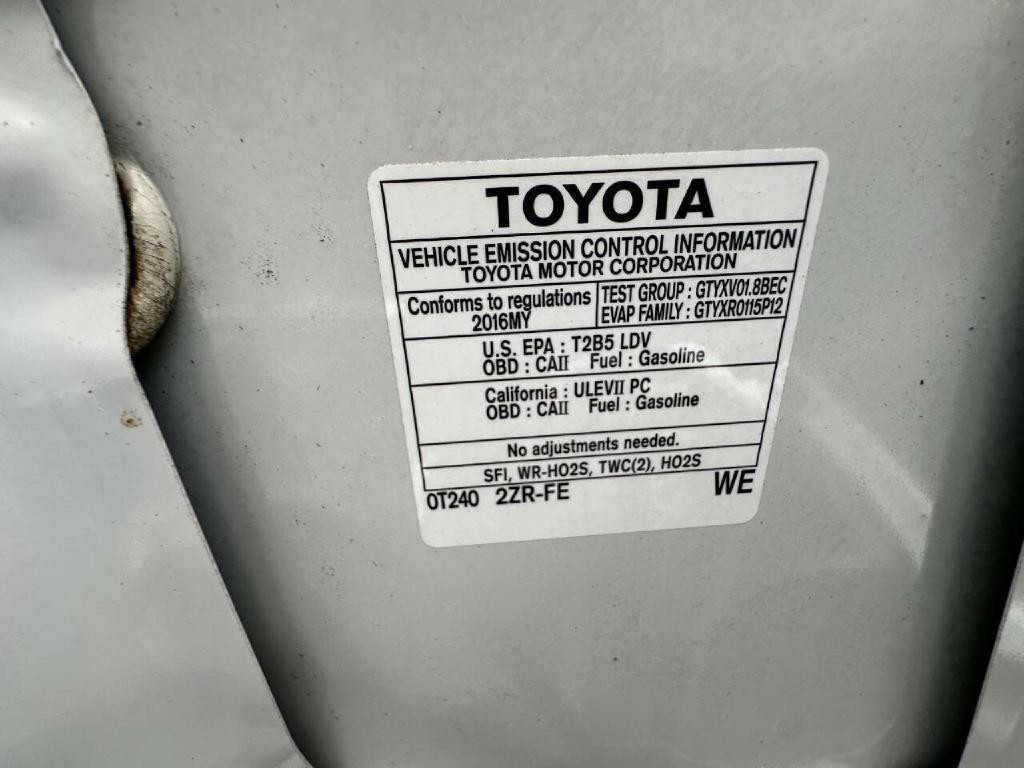 TOYOTA
VEHICLE EMISSION CONTROL INFORMATION
TOYOTA MOTOR CORPORATION
Conforms to regulations
2016MY
TEST GROUP : GTYXV01.8BEC
EVAP FAMILY : GTYXR0115P12
U.S. EPA : T2B5 LDV
OBD : CAII Fuel : Gasoline
California : ULEVII PC
OBD : CAII Fuel : Gasoline
No adjustments needed.
SFI, WR-HO2S, TWC(2), HO2S
0T240 2ZR-FE WE